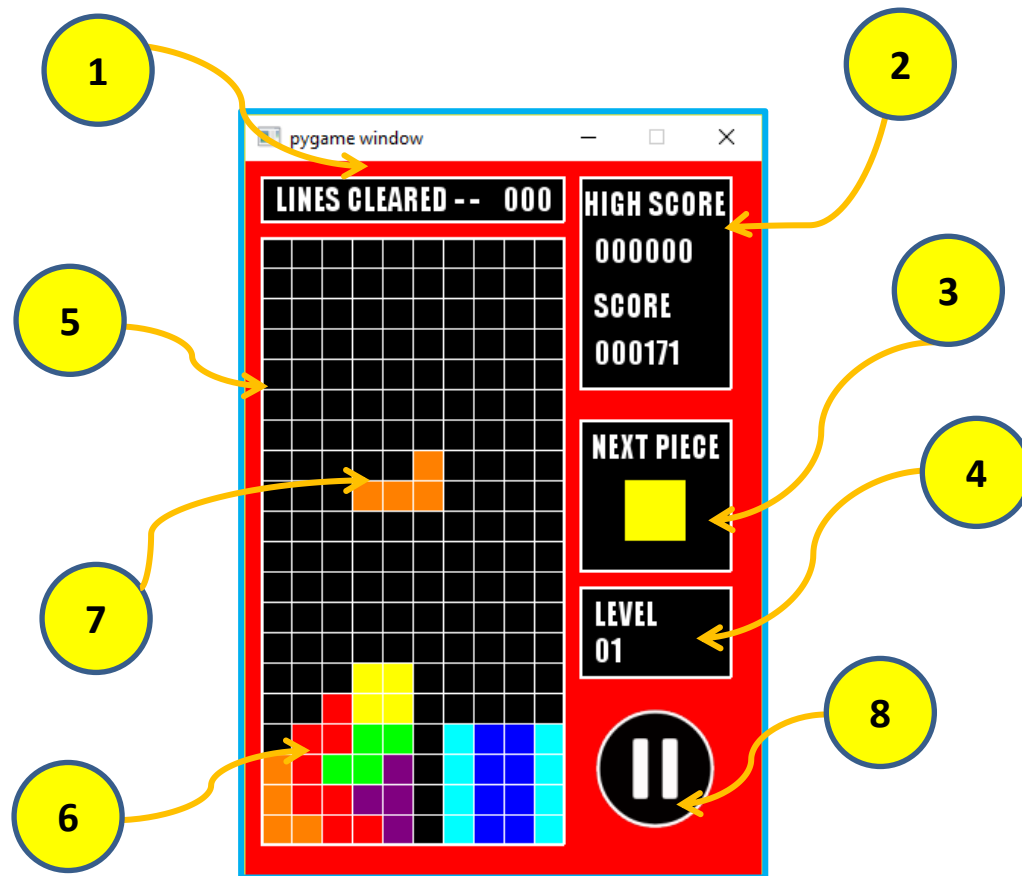 1
2
pygame window
LINES CLEARED -- 000
HIGH SCORE
000000
SCORE
000171
3
5
NEXT PIECE
4
7
LEVEL
01
8
6